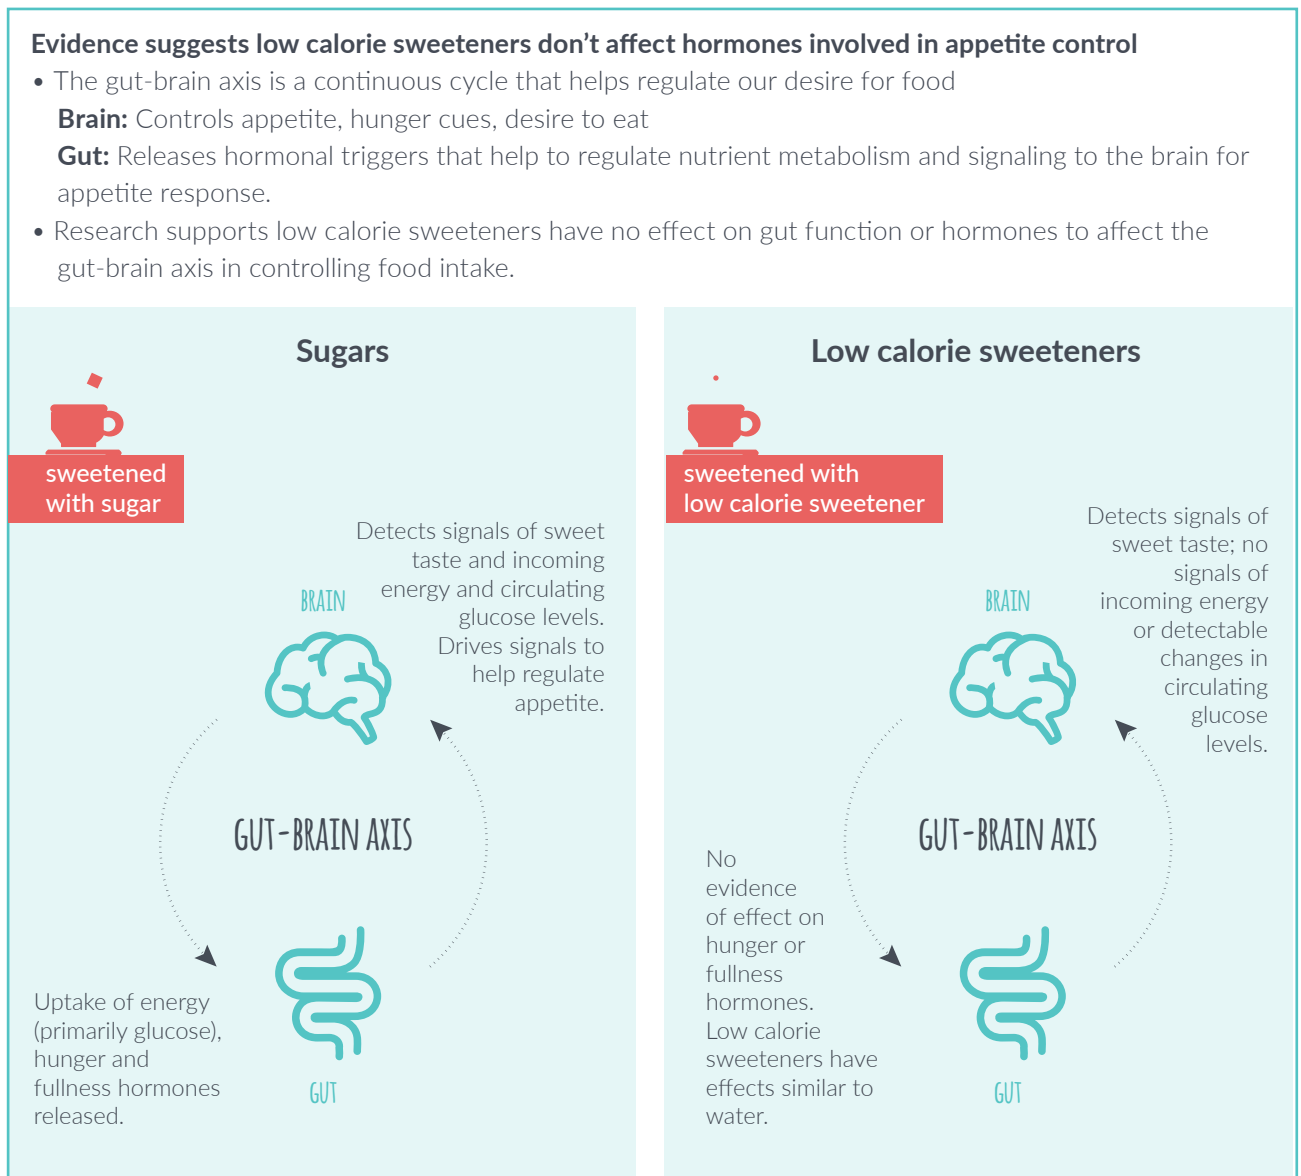 Evidence suggests low calorie sweeteners don’t affect hormones involved in appetite control
• The gut-brain axis is a continuous cycle that helps regulate our desire for food
Brain: Controls appetite, hunger cues, desire to eat
Gut: Releases hormonal triggers that help to regulate nutrient metabolism and signaling to the brain for
appetite response.
• Research supports low calorie sweeteners have no effect on gut function or hormones to affect the
gut-brain axis in controlling food intake.
Sugars
sweetened
with sugar
Detects signals of sweet
taste and incoming
energy and circulating
glucose levels.
Drives signals to
help regulate
appetite.
BRAIN
GUT-BRAIN AXIS
Uptake of energy
(primarily glucose),
hunger and
fullness hormones
released.
GUT
Low calorie sweeteners
sweetened with
low calorie sweetener
Detects signals of
sweet taste; no
signals of
incoming energy
or detectable
changes in
circulating
glucose
levels.
BRAIN
GUT-BRAIN AXIS
No
evidence
of effect on
hunger or
fullness
hormones.
Low calorie
sweeteners have
effects similar to
water.
GUT